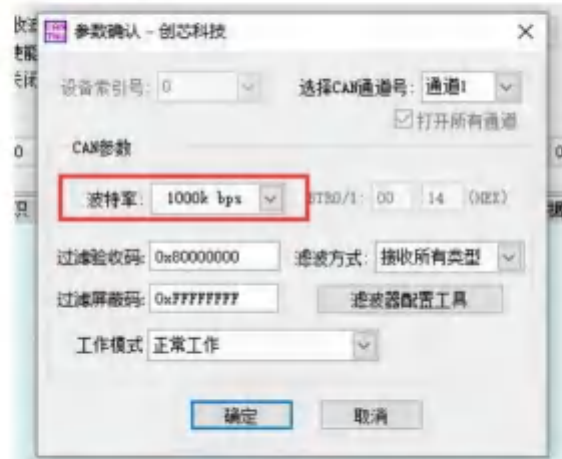 参数确认 - 创芯科技
设备索引号: 0
选择CAN通道号: 通道1
打开所有通道
CAN参数
波特率: 1000k bps
BTR0/1: 00 14 (HEX)
过滤验收码: 0x80000000
滤波方式: 接收所有类型
过滤屏蔽码: 0xFFFFFFFF
滤波器配置工具
工作模式 正常工作
确定
取消